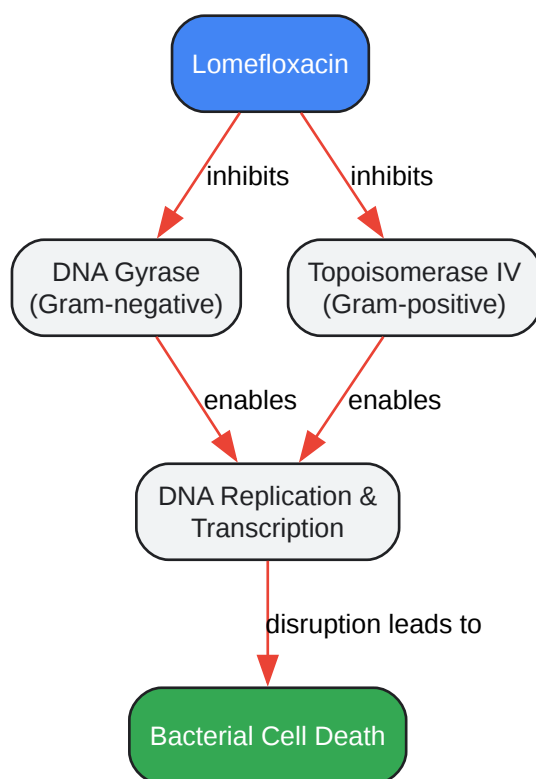 Lomefloxacin
inhibits
inhibits
DNA Gyrase
(Gram-negative)
Topoisomerase IV
(Gram-positive)
enables
enables
DNA Replication &
Transcription
disruption leads to
Bacterial Cell Death